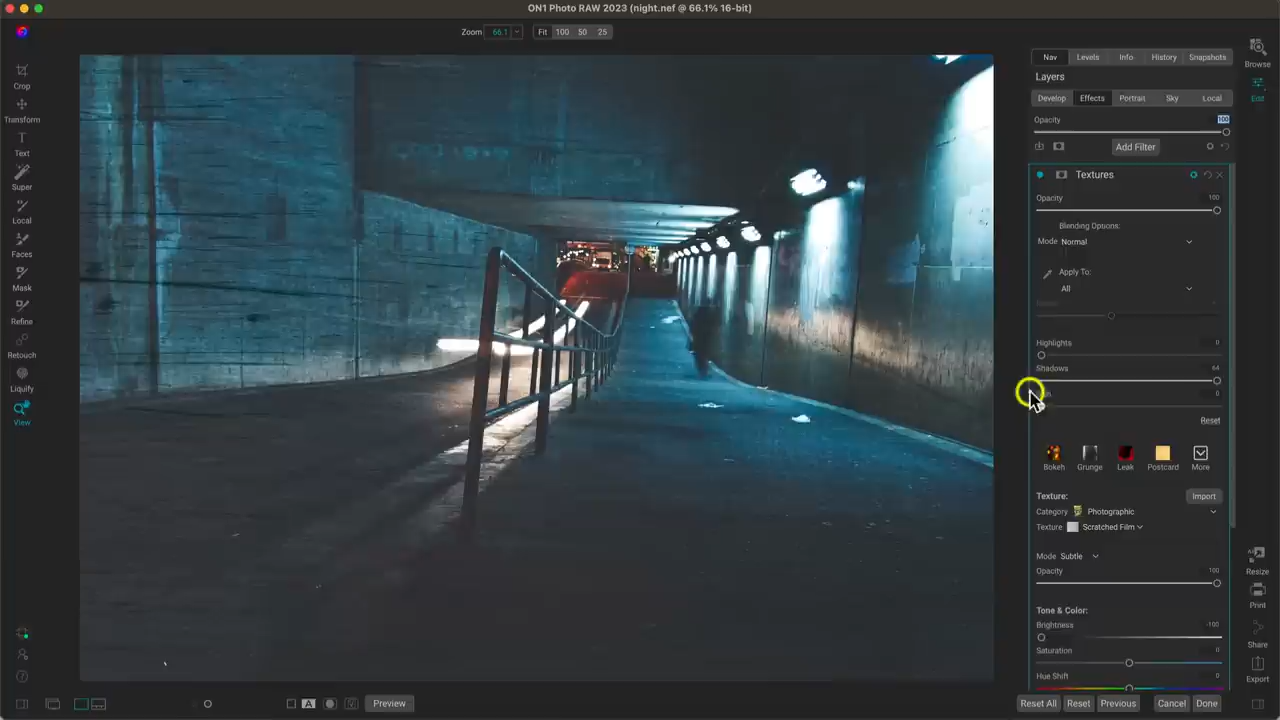 ON1 Photo RAW 2023 (night.nef @ 66.1% 16-bit)
Zoom 66.1 Fit 100 50 25
Nav Levels Info History Snapshots
Browse
Layers
Crop
Develop Effects Portrait Sky Local
Edit
Transform
Opacity 100
Text
Add Filter
Super
Textures
Local
Opacity 100
Faces
Blending Options:
Mode Normal
Mask
Apply To:
All
Refine
Highlights 0
Retouch
Shadows 64
Liquify
0
View
Reset
Bokeh Grunge Leak Postcard More
Texture: Import
Category Photographic
Texture Scratched Film
Mode Subtle
Opacity 100
Resize
Tone & Color:
Print
Brightness -100
Saturation 0
Share
Hue Shift 0
Export
A Preview
Reset All Reset Previous Cancel Done